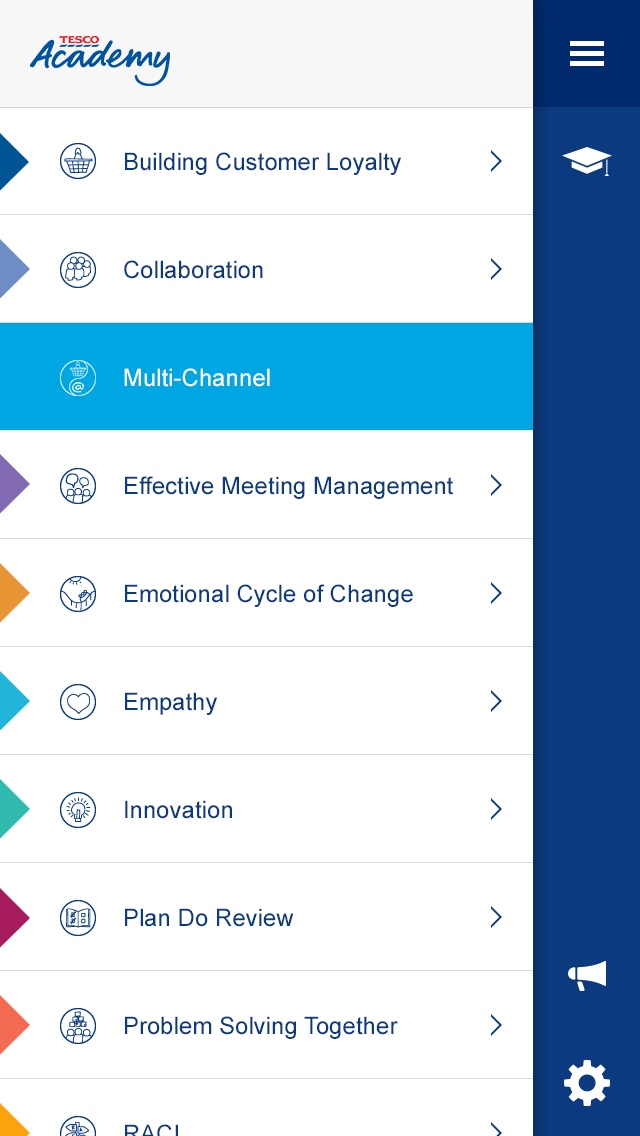 TESCO
Academy
Building Customer Loyalty
Collaboration
@
Multi-Channel
Effective Meeting Management
Emotional Cycle of Change
Empathy
Innovation
Plan Do Review
Problem Solving Together
RACI